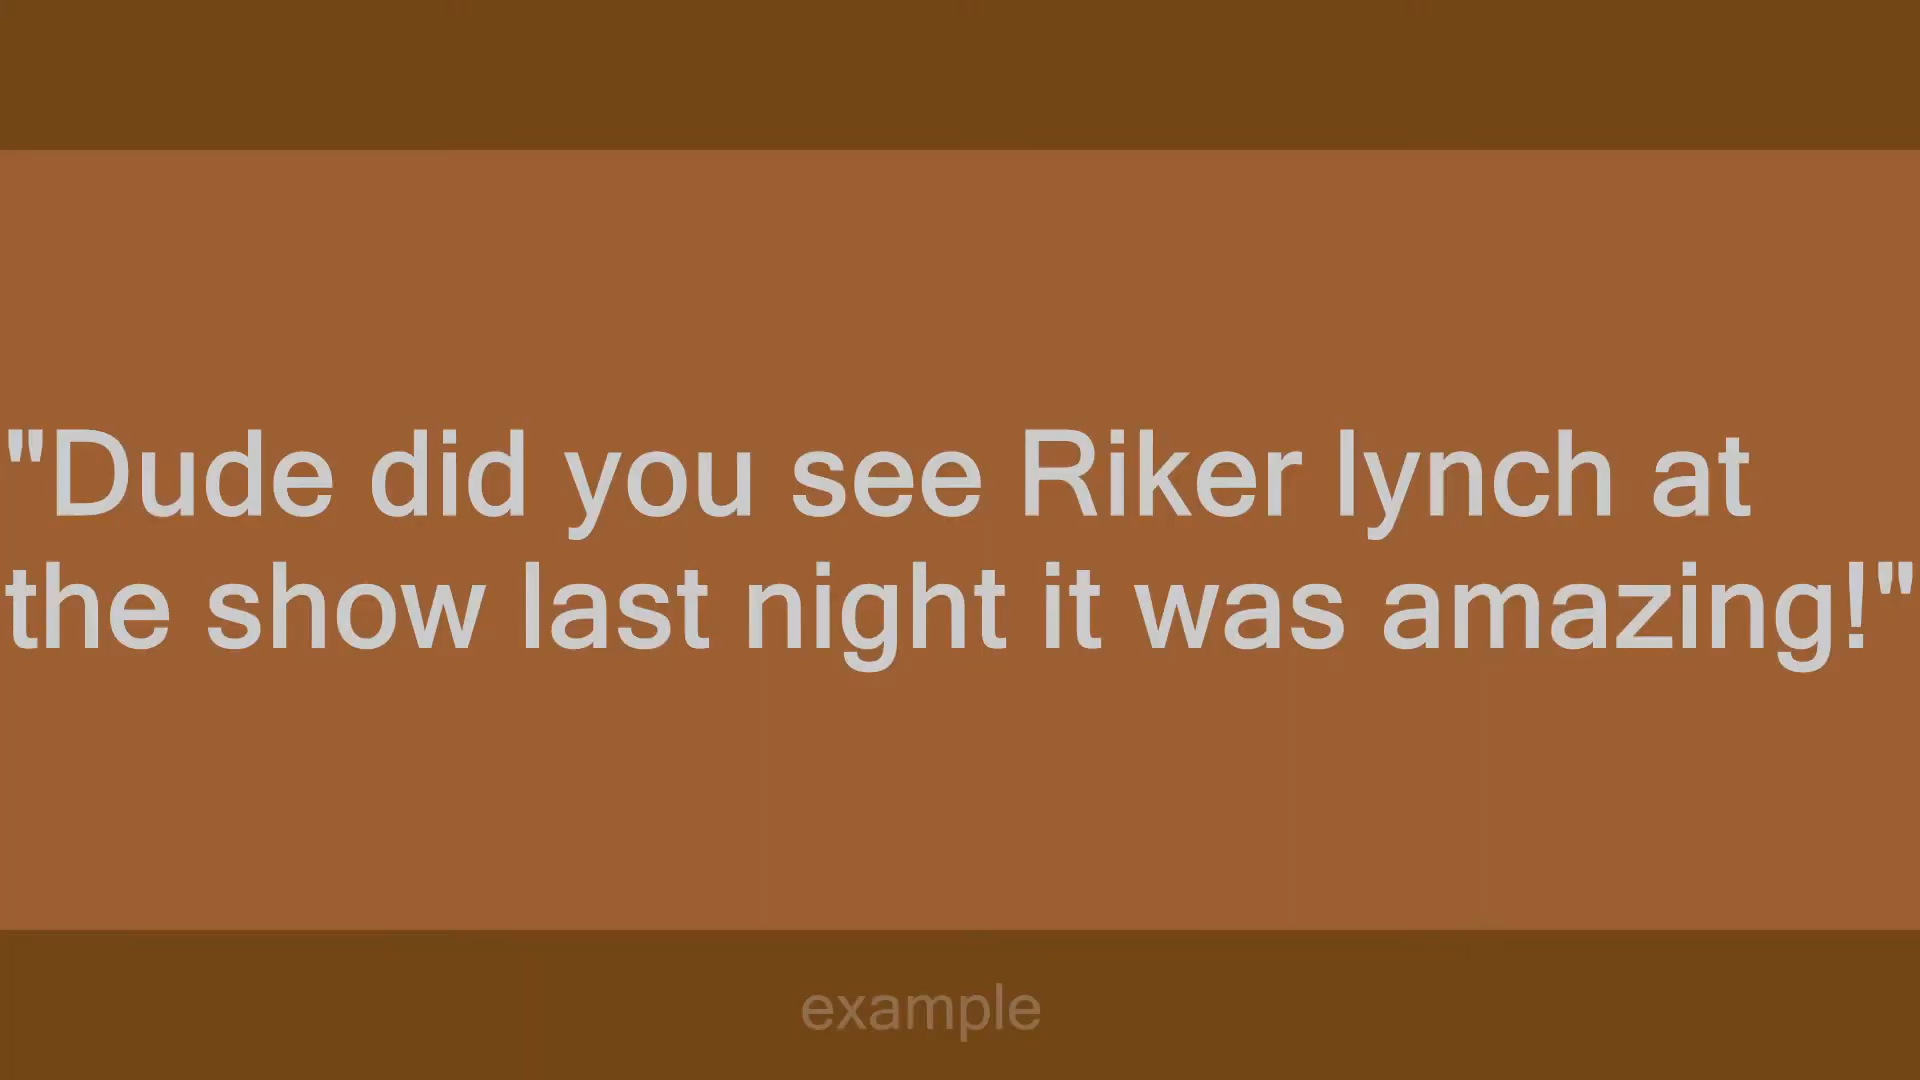 "Dude did you see Riker lynch at
the show last night it was amazing!"
example